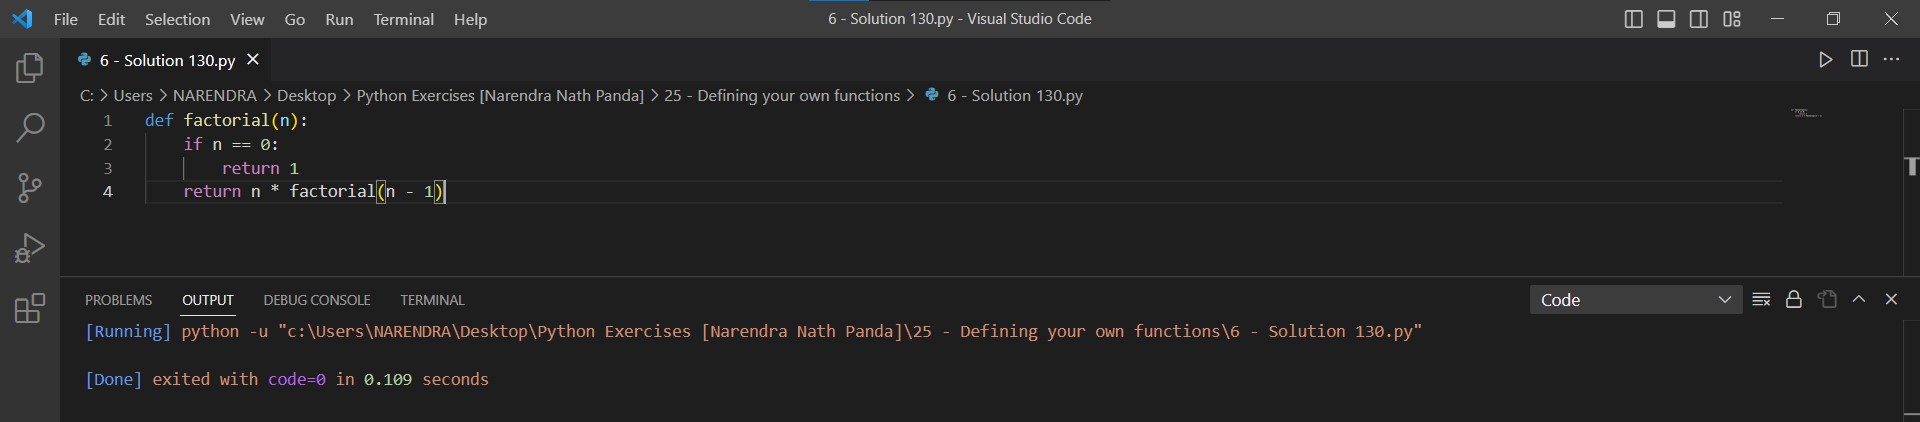 File Edit Selection View Go Run Terminal Help 6 - Solution 130.py - Visual Studio Code
6 - Solution 130.py
C: > Users > NARENDRA > Desktop > Python Exercises [Narendra Nath Panda] > 25 - Defining your own functions > 6 - Solution 130.py
1 def factorial(n):
2 if n == 0:
3 return 1
4 return n * factorial(n - 1)
PROBLEMS OUTPUT DEBUG CONSOLE TERMINAL Code
[Running] python -u "c:\Users\NARENDRA\Desktop\Python Exercises [Narendra Nath Panda]\25 - Defining your own functions\6 - Solution 130.py"
[Done] exited with code=0 in 0.109 seconds